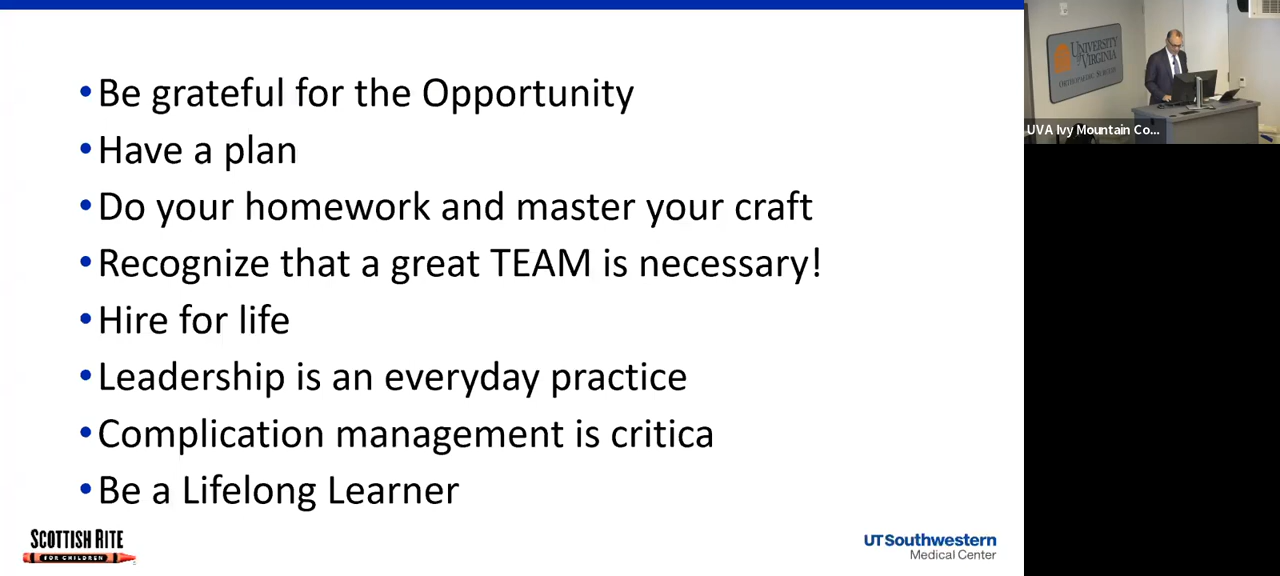 • Be grateful for the Opportunity
• Have a plan
• Do your homework and master your craft
• Recognize that a great TEAM is necessary!
• Hire for life
• Leadership is an everyday practice
• Complication management is critica
• Be a Lifelong Learner
SCOTTISH RITE
FOR CHILDREN
UTSouthwestern
Medical Center
UNIVERSITY
of VIRGINIA
ORTHOPAEDIC SURGERY
UVA Ivy Mountain Co...